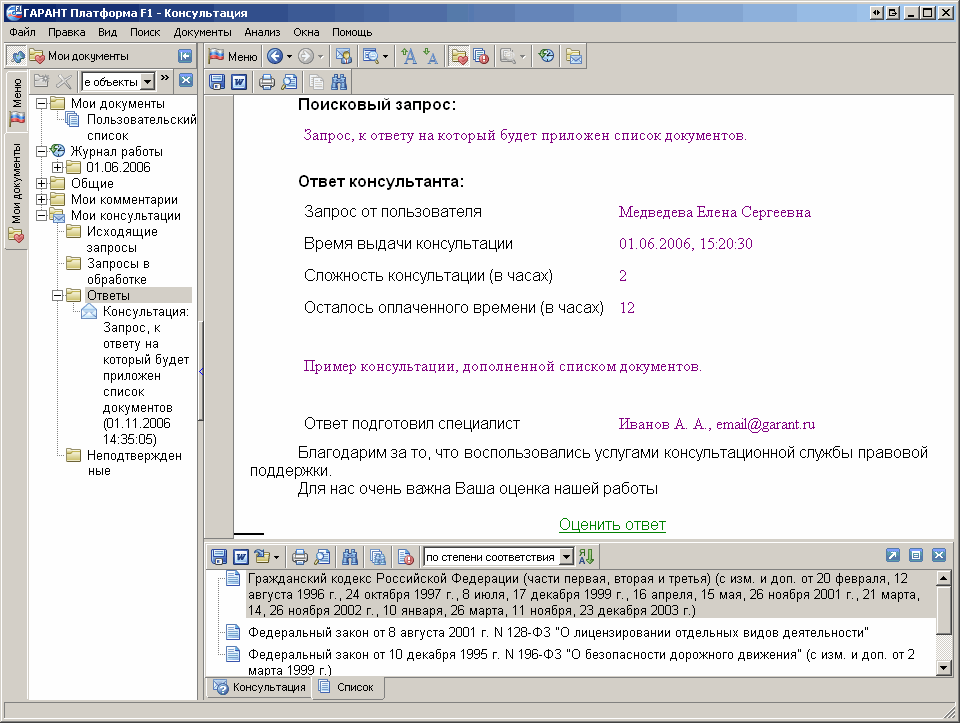 ГАРАНТ Платформа F1 - Консультация
Файл Правка Вид Поиск Документы Анализ Окна Помощь
Мои документы
Меню
е объекты
»
Меню
Мои документы
Мои документы
Пользовательский
список
Журнал работы
01.06.2006
Общие
Мои комментарии
Мои консультации
Исходящие
запросы
Запросы в
обработке
Ответы
Консультация:
Запрос, к
ответу на
который будет
приложен
список
документов
(01.11.2006
14:35:05)
Неподтвержден
ные
Поисковый запрос:
Запрос, к ответу на который будет приложен список документов.
Ответ консультанта:
Запрос от пользователя Медведева Елена Сергеевна
Время выдачи консультации 01.06.2006, 15:20:30
Сложность консультации (в часах) 2
Осталось оплаченного времени (в часах) 12
Пример консультации, дополненной списком документов.
Ответ подготовил специалист Иванов А. А., email@garant.ru
Благодарим за то, что воспользовались услугами консультационной службы правовой
поддержки.
Для нас очень важна Ваша оценка нашей работы
Оценить ответ
по степени соответствия
Гражданский кодекс Российской Федерации (части первая, вторая и третья) (с изм. и доп. от 20 февраля, 12
августа 1996 г., 24 октября 1997 г., 8 июля, 17 декабря 1999 г., 16 апреля, 15 мая, 26 ноября 2001 г., 21 марта,
14, 26 ноября 2002 г., 10 января, 26 марта, 11 ноября, 23 декабря 2003 г.)
Федеральный закон от 8 августа 2001 г. N 128-ФЗ "О лицензировании отдельных видов деятельности"
Федеральный закон от 10 декабря 1995 г. N 196-ФЗ "О безопасности дорожного движения" (с изм. и доп. от 2
марта 1999 г.)
Консультация Список